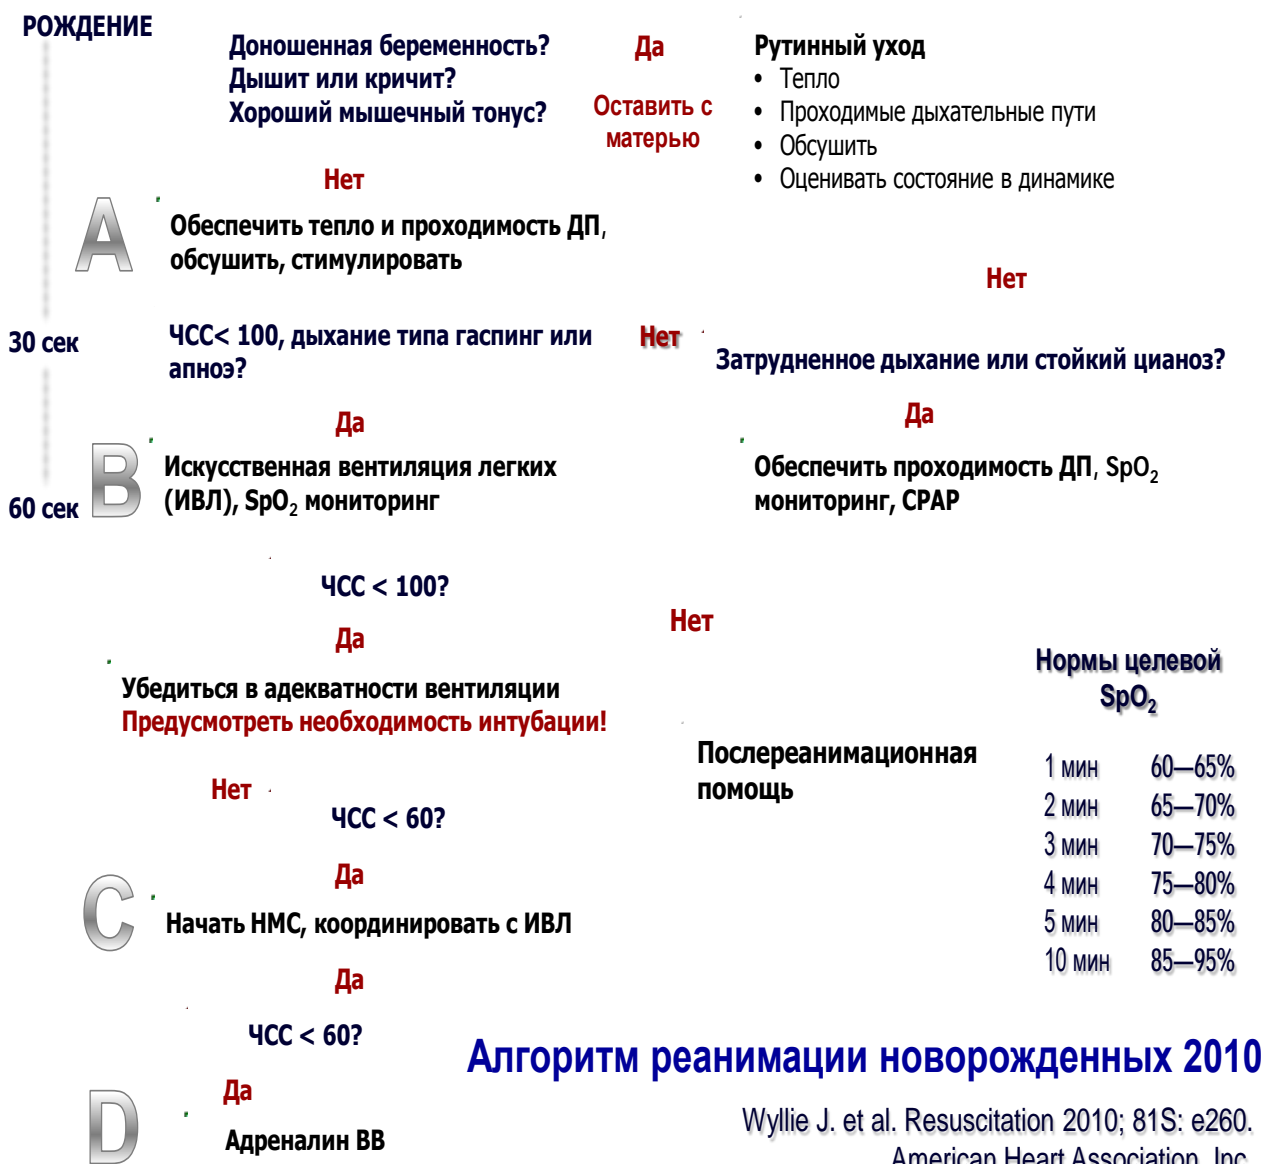 РОЖДЕНИЕ
Доношенная беременность?
Дышит или кричит?
Хороший мышечный тонус?
Да
Оставить с
матерью
Рутинный уход
• Тепло
• Проходимые дыхательные пути
• Обсушить
• Оценивать состояние в динамике
Нет
A
Обеспечить тепло и проходимость ДП,
обсушить, стимулировать
Нет
30 сек
ЧСС< 100, дыхание типа гаспинг или
апноэ?
Нет
Затрудненное дыхание или стойкий цианоз?
Да
Да
B
Искусственная вентиляция легких
(ИВЛ), SpO₂ мониторинг
Обеспечить проходимость ДП, SpO₂
мониторинг, CPAP
60 сек
ЧСС < 100?
Да
Нет
Убедиться в адекватности вентиляции
Предусмотреть необходимость интубации!
Нормы целевой
SpO₂
Послереанимационная
помощь
1 мин 60—65%
2 мин 65—70%
3 мин 70—75%
4 мин 75—80%
5 мин 80—85%
10 мин 85—95%
Нет
ЧСС < 60?
Да
C
Начать НМС, координировать с ИВЛ
Да
ЧСС < 60?
Да
D
Адреналин ВВ
Алгоритм реанимации новорожденных 2010
Wyllie J. et al. Resuscitation 2010; 81S: e260.
American Heart Association, Inc